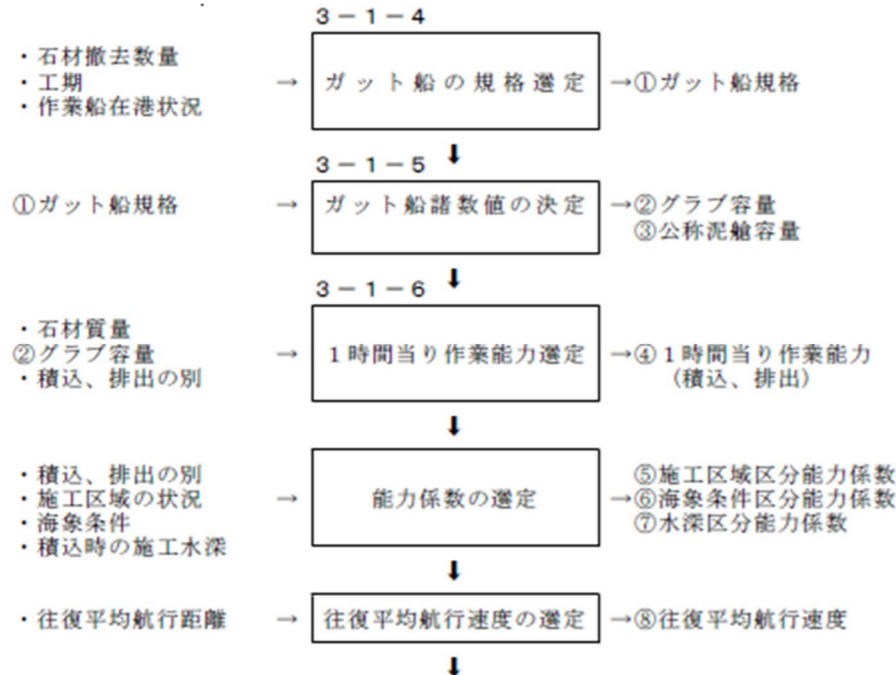 3－1－4
・石材撤去数量
・工期
・作業船在港状況
→
ガット船の規格選定
→①ガット船規格
⬇
3－1－5
①ガット船規格
→
ガット船諸数値の決定
→②グラブ容量
③公称泥艙容量
⬇
3－1－6
・石材質量
②グラブ容量
・積込、排出の別
→
1時間当り作業能力選定
→④1時間当り作業能力
(積込、排出)
⬇
・積込、排出の別
・施工区域の状況
・海象条件
・積込時の施工水深
→
能力係数の選定
⑤施工区域区分能力係数
→⑥海象条件区分能力係数
⑦水深区分能力係数
⬇
・往復平均航行距離
→
往復平均航行速度の選定
→⑧往復平均航行速度
⬇